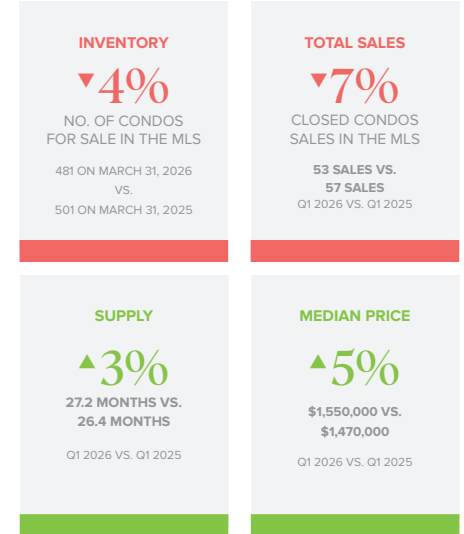 INVENTORY
▼4%
NO. OF CONDOS
FOR SALE IN THE MLS
481 ON MARCH 31, 2026
VS.
501 ON MARCH 31, 2025
TOTAL SALES
▼7%
CLOSED CONDOS
SALES IN THE MLS
53 SALES VS.
57 SALES
Q1 2026 VS. Q1 2025
SUPPLY
▲3%
27.2 MONTHS VS.
26.4 MONTHS
Q1 2026 VS. Q1 2025
MEDIAN PRICE
▲5%
$1,550,000 VS.
$1,470,000
Q1 2026 VS. Q1 2025